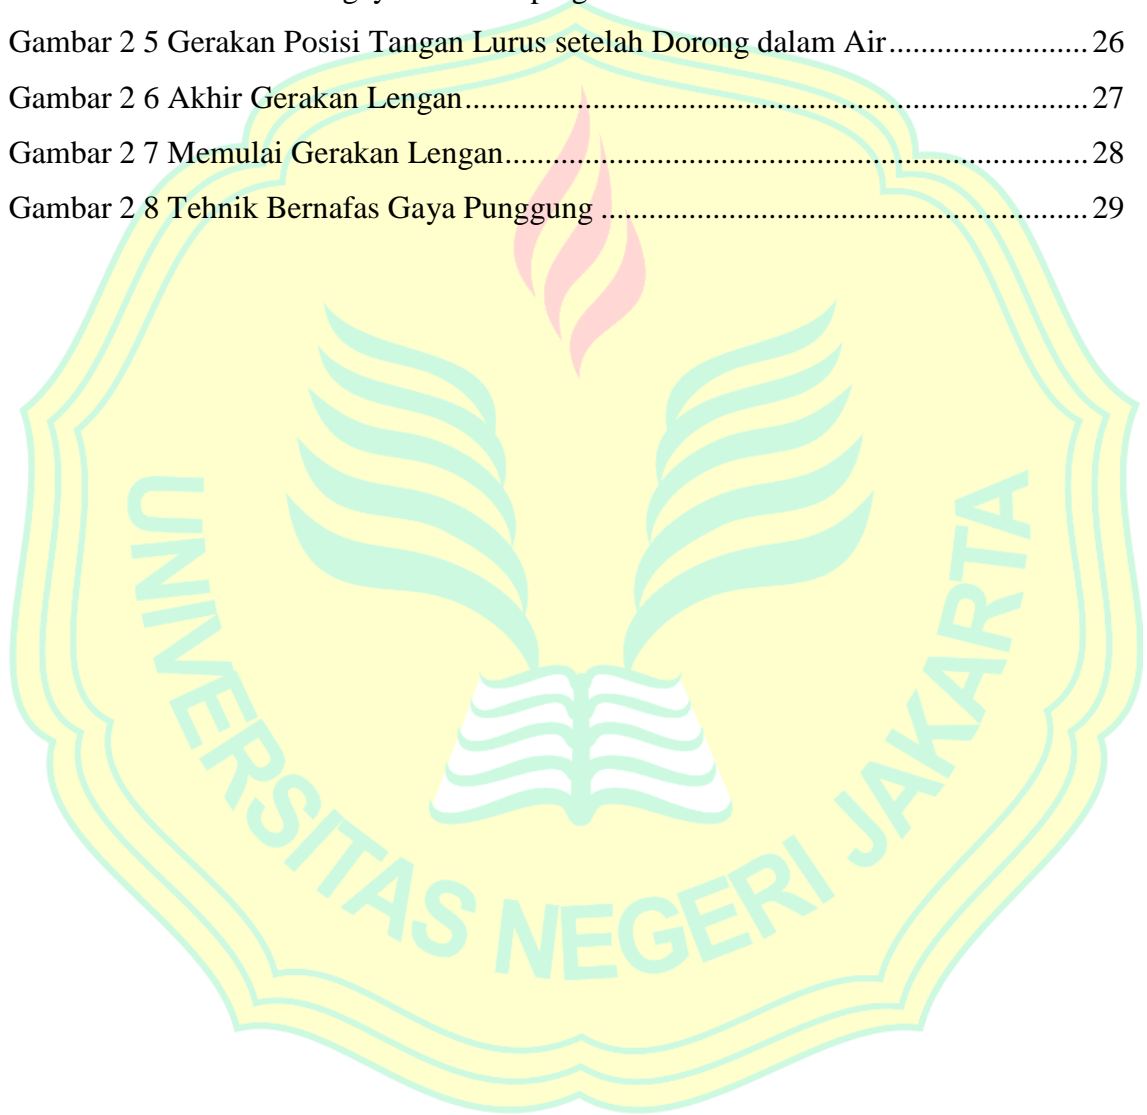 Gambar 2 5 Gerakan Posisi Tangan Lurus setelah Dorong dalam Air........................ 26
Gambar 2 6 Akhir Gerakan Lengan............................................................................ 27
Gambar 2 7 Memulai Gerakan Lengan....................................................................... 28
Gambar 2 8 Tehnik Bernafas Gaya Punggung ........................................................... 29
UNIVERSITAS NEGERI JAKARTA